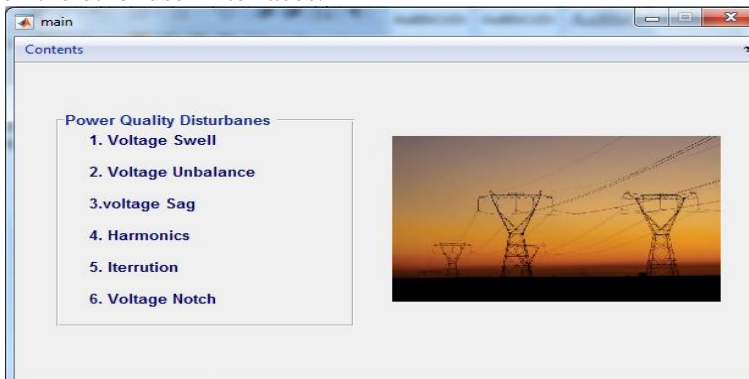 main
Contents
Power Quality Disturbanes
1. Voltage Swell
2. Voltage Unbalance
3.voltage Sag
4. Harmonics
5. Iterrution
6. Voltage Notch